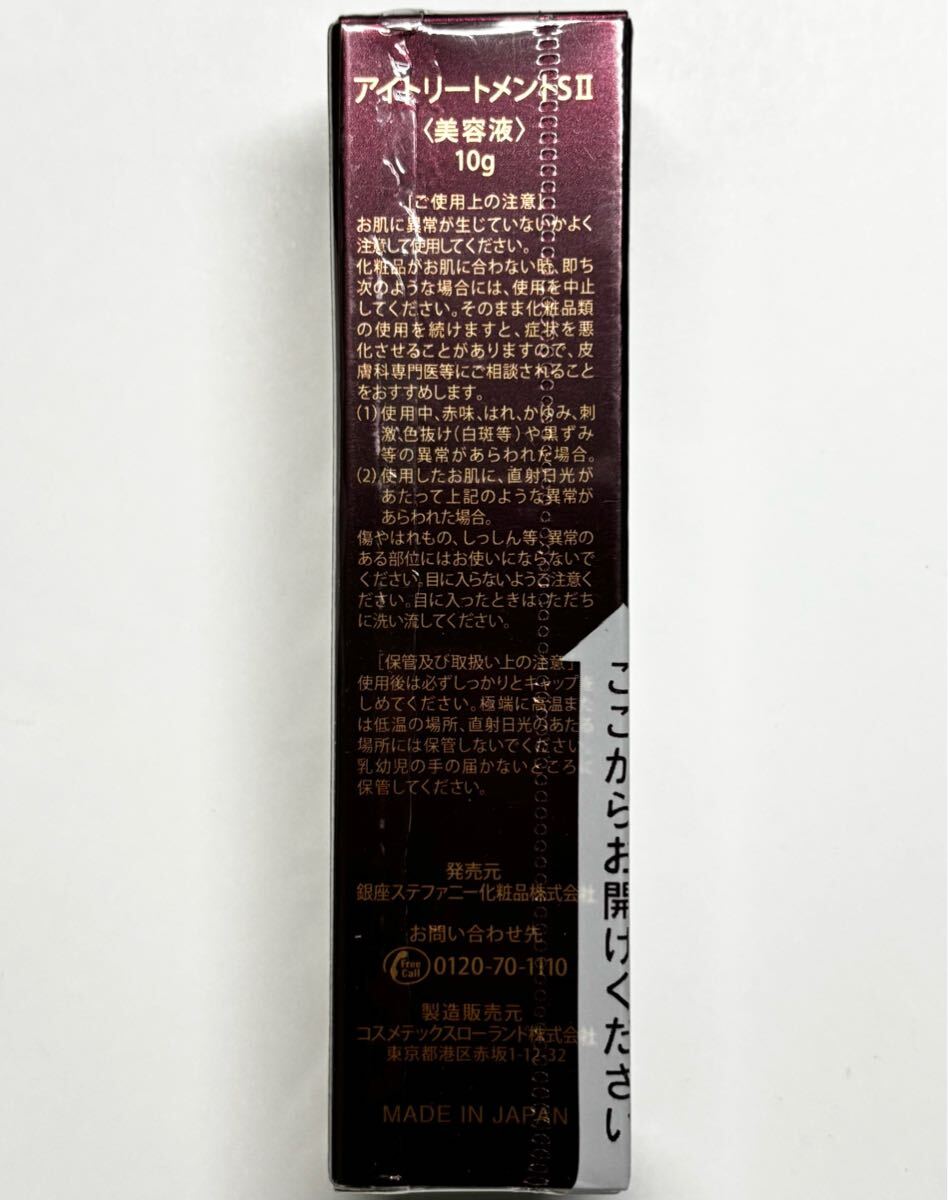 アイトリートメントSⅡ
〈美容液〉
10g
［ご使用上の注意］
お肌に異常が生じていないかよく
注意して使用してください。
化粧品がお肌に合わない時、即ち
次のような場合には、使用を中止
してください。そのまま化粧品類
の使用を続けますと、症状を悪
化させることがありますので、皮
膚科専門医等にご相談されること
をおすすめします。
(1)使用中、赤味、はれ、かゆみ、刺
激、色抜け(白斑等)や黒ずみ
等の異常があらわれた場合。
(2)使用したお肌に、直射日光が
あたって上記のような異常が
あらわれた場合。
傷やはれもの、しっしん等、異常の
ある部位にはお使いにならないで
ください。目に入らないようご注意く
ださい。目に入ったときは、ただち
に洗い流してください。
［保管及び取扱い上の注意］
使用後は必ずしっかりとキャップを
しめてください。極端に高温また
は低温の場所、直射日光のあたる
場所には保管しないでください。
乳幼児の手の届かないところに
保管してください。
発売元
銀座ステファニー化粧品株式会社
お問い合わせ先
Free Call 0120-70-1110
製造販売元
コスメテックスローランド株式会社
東京都港区赤坂1-12-32
MADE IN JAPAN
ここからお開けください